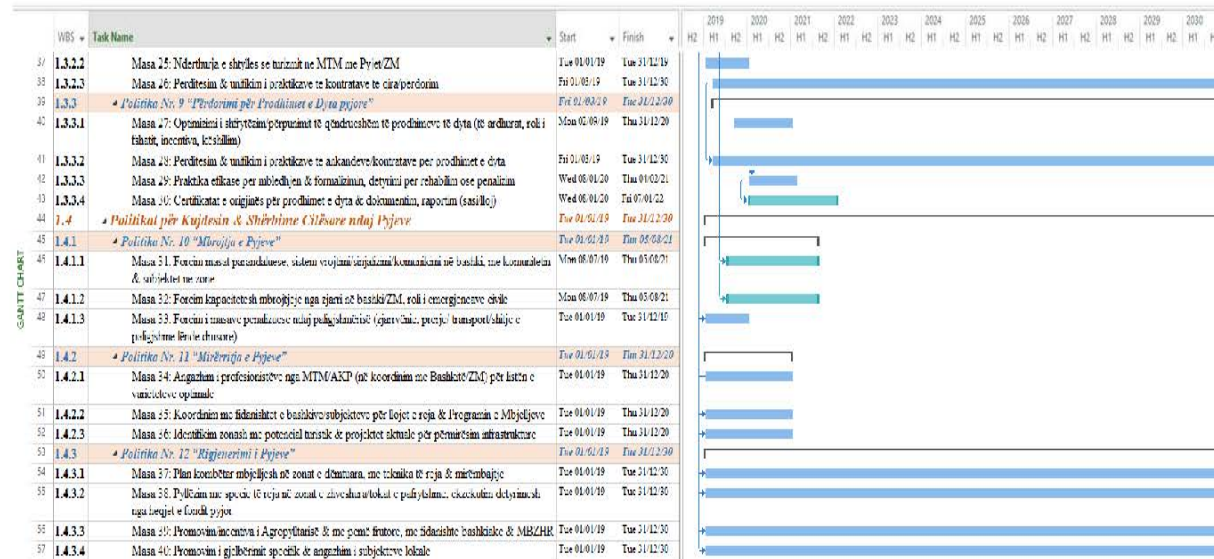 GANTT CHART
WBS Task Name Start Finish
2019 2020 2021 2022 2023 2024 2025 2026 2027 2028 2029 2030
H2 H1 H2 H1 H2 H1 H2 H1 H2 H1 H2 H1 H2 H1 H2 H1 H2 H1 H2 H1 H2 H1 H2 H1
37 1.3.2.2 Masa 25: Nderthurja e shtylles se turizmit ne MTM me Pyjet/ZM Tue 01/01/19 Tue 31/12/19
38 1.3.2.3 Masa 26: Perditesim & unifikim i praktikave te kontratave te qira/perdorim Fri 01/03/19 Tue 31/12/30
39 1.3.3 Politika Nr. 9 "Përdorimi për Prodhimet e Dyta pyjore" Fri 01/03/19 Tue 31/12/30
40 1.3.3.1 Masa 27: Optimizimi i shfrytëzim/përpunimit të qëndrueshëm të prodhimeve të dyta (të ardhurat, roli i Mon 02/09/19 Thu 31/12/20
fshatit, incentiva, këshillim)
41 1.3.3.2 Masa 28: Perditesim & unifikim i praktikave te ankandeve/kontratave per prodhimet e dyta Fri 01/03/19 Tue 31/12/30
42 1.3.3.3 Masa 29: Praktika efikase per mbledhjen & formalizimin, detyrimi per rehabilim ose penalizim Wed 08/01/20 Thu 04/02/21
43 1.3.3.4 Masa 30: Certifikatat e origjinës për prodhimet e dyta & dokumentim, raportim (sasi/lloj) Wed 08/01/20 Fri 07/01/22
44 1.4 Politikat për Kujdesin & Shërbime Cilësore ndaj Pyjeve Tue 01/01/19 Tue 31/12/30
45 1.4.1 Politika Nr. 10 "Mbrojtja e Pyjeve" Tue 01/01/19 Thu 05/08/21
46 1.4.1.1 Masa 31: Forcim masat parandaluese, sistem vrojtimi/sinjalizimi/komunikimi në bashki, me komunitetin Mon 08/07/19 Thu 05/08/21
& subjektet ne zone
47 1.4.1.2 Masa 32: Forcim kapacitetesh mbrojtjeje nga zjarri në bashki/ZM, roli i emergjencave civile Mon 08/07/19 Thu 05/08/21
48 1.4.1.3 Masa 33: Forcim i masave penalizuese ndaj paligjshmërisë (zjarrvënie, prerje/ transport/shitje e Tue 01/01/19 Tue 31/12/19
paligjshme lënde drusore)
49 1.4.2 Politika Nr. 11 "Mirërritja e Pyjeve" Tue 01/01/19 Thu 31/12/20
50 1.4.2.1 Masa 34: Angazhim i profesionistëve nga MTM/AKP (në koordinim me Bashkitë/ZM) për listën e Tue 01/01/19 Thu 31/12/20
varieteteve optimale
51 1.4.2.2 Masa 35: Koordinim me fidanishtet e bashkive/subjekteve për llojet e reja & Programin e Mbjelljeve Tue 01/01/19 Thu 31/12/20
52 1.4.2.3 Masa 36: Identifikim zonash me potencial turistik & projektet aktuale për përmirësim infrastrukture Tue 01/01/19 Thu 31/12/20
53 1.4.3 Politika Nr. 12 "Rigjenerimi i Pyjeve" Tue 01/01/19 Tue 31/12/30
54 1.4.3.1 Masa 37: Plan kombëtar mbjelljesh në zonat e dëmtuara, me teknika të reja & mirëmbajtje Tue 01/01/19 Tue 31/12/30
55 1.4.3.2 Masa 38: Pyllëzim me specie të reja në zonat e zhveshura/tokat e pafrytshme, ekzekutim detyrimesh Tue 01/01/19 Tue 31/12/30
nga heqjet e fondit pyjor
56 1.4.3.3 Masa 39: Promovim/incentiva i Agropylltarisë & me pemë frutore, me fidanishte bashkiake & MBZHR Tue 01/01/19 Tue 31/12/30
57 1.4.3.4 Masa 40: Promovim i gjelbërimit specifik & angazhim i subjekteve lokale Tue 01/01/19 Tue 31/12/30